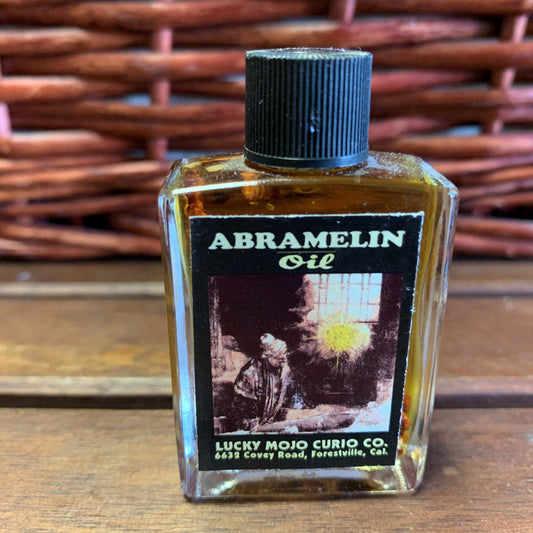 ABRAMELIN
Oil
LUCKY MOJO CURIO CO.
6632 Covey Road, Forestville, Cal.